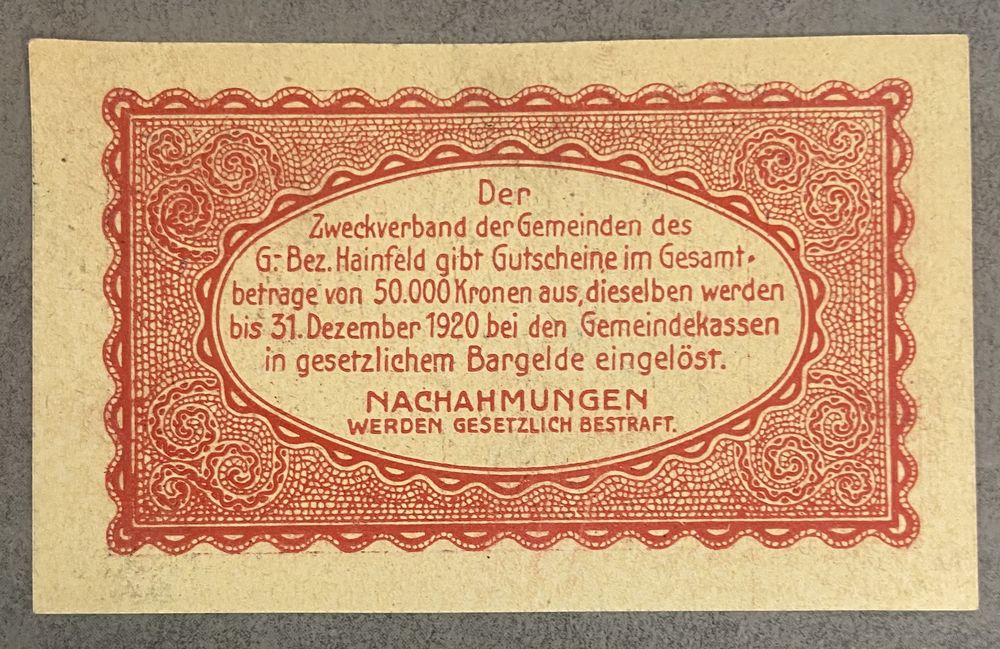 Der
Zweckverband der Gemeinden des
G.-Bez. Hainfeld gibt Gutscheine im Gesamt-
betrage von 50.000 Kronen aus, dieselben werden
bis 31. Dezember 1920 bei den Gemeindekassen
in gesetzlichem Bargelde eingelöst.
NACHAHMUNGEN
WERDEN GESETZLICH BESTRAFT.